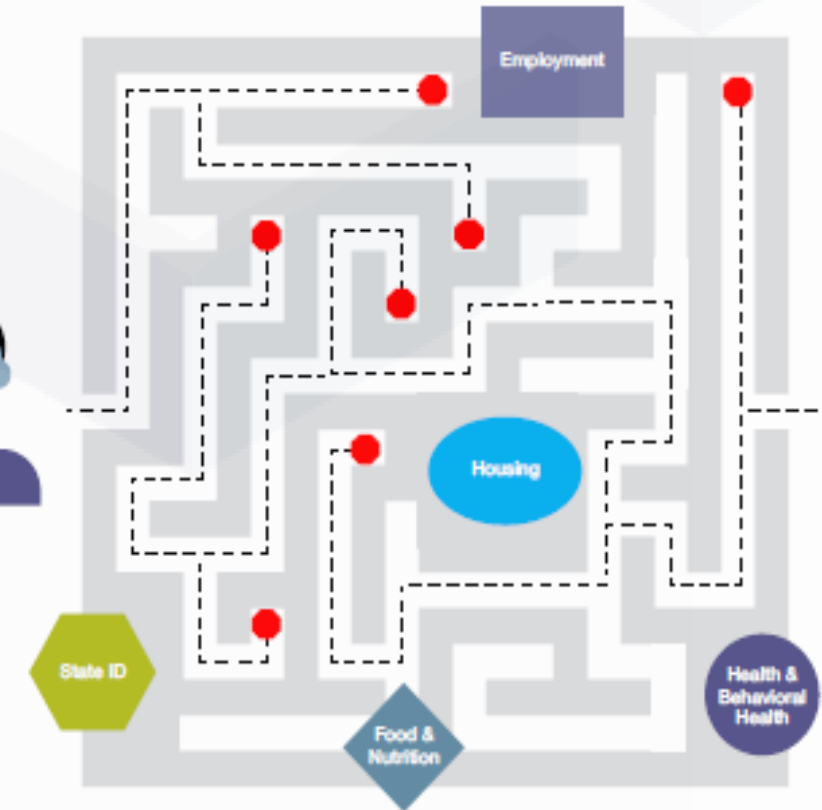 Employment
Housing
State ID
Health &
Behavioral
Health
Food &
Nutrition